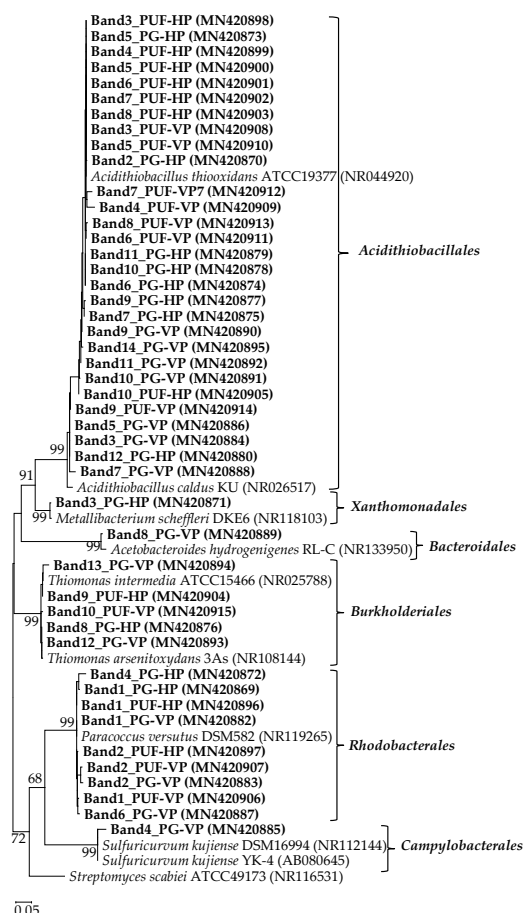 Band3_PUF-HP (MN420898)
Band5_PG-HP (MN420873)
Band4_PUF-HP (MN420899)
Band5_PUF-HP (MN420900)
Band6_PUF-HP (MN420901)
Band7_PUF-HP (MN420902)
Band8_PUF-HP (MN420903)
Band3_PUF-VP (MN420908)
Band5_PUF-VP (MN420910)
Band2_PG-HP (MN420870)
Acidithiobacillus thiooxidans ATCC19377 (NR044920)
Band7_PUF-VP7 (MN420912)
Band4_PUF-VP (MN420909)
Band8_PUF-VP (MN420913)
Band6_PUF-VP (MN420911)
Band11_PG-HP (MN420879)
Acidithiobacillales
Band10_PG-HP (MN420878)
Band6_PG-HP (MN420874)
Band9_PG-HP (MN420877)
Band7_PG-HP (MN420875)
Band9_PG-VP (MN420890)
Band14_PG-VP (MN420895)
Band11_PG-VP (MN420892)
Band10_PG-VP (MN420891)
Band10_PUF-HP (MN420905)
Band9_PUF-VP (MN420914)
Band5_PG-VP (MN420886)
Band3_PG-VP (MN420884)
99
Band12_PG-HP (MN420880)
Band7_PG-VP (MN420888)
91
Acidithiobacillus caldus KU (NR026517)
Band3_PG-HP (MN420871)
Xanthomonadales
99
Metallibacterium scheffleri DKE6 (NR118103)
Band8_PG-VP (MN420889)
Bacteroidales
99
Acetobacteroides hydrogenigenes RL-C (NR133950)
Band13_PG-VP (MN420894)
Thiomonas intermedia ATCC15466 (NR025788)
Band9_PUF-HP (MN420904)
Band10_PUF-VP (MN420915)
Burkholderiales
99
Band8_PG-HP (MN420876)
Band12_PG-VP (MN420893)
Thiomonas arsenitoxydans 3As (NR108144)
Band4_PG-HP (MN420872)
Band1_PG-HP (MN420869)
Band1_PUF-HP (MN420896)
99
Band1_PG-VP (MN420882)
Paracoccus versutus DSM582 (NR119265)
Rhodobacterales
Band2_PUF-HP (MN420897)
Band2_PUF-VP (MN420907)
68
Band2_PG-VP (MN420883)
Band1_PUF-VP (MN420906)
Band6_PG-VP (MN420887)
72
Band4_PG-VP (MN420885)
Sulfuricurvum kujiense DSM16994 (NR112144)
Campylobacterales
99
Sulfuricurvum kujiense YK-4 (AB080645)
Streptomyces scabiei ATCC49173 (NR116531)
0.05